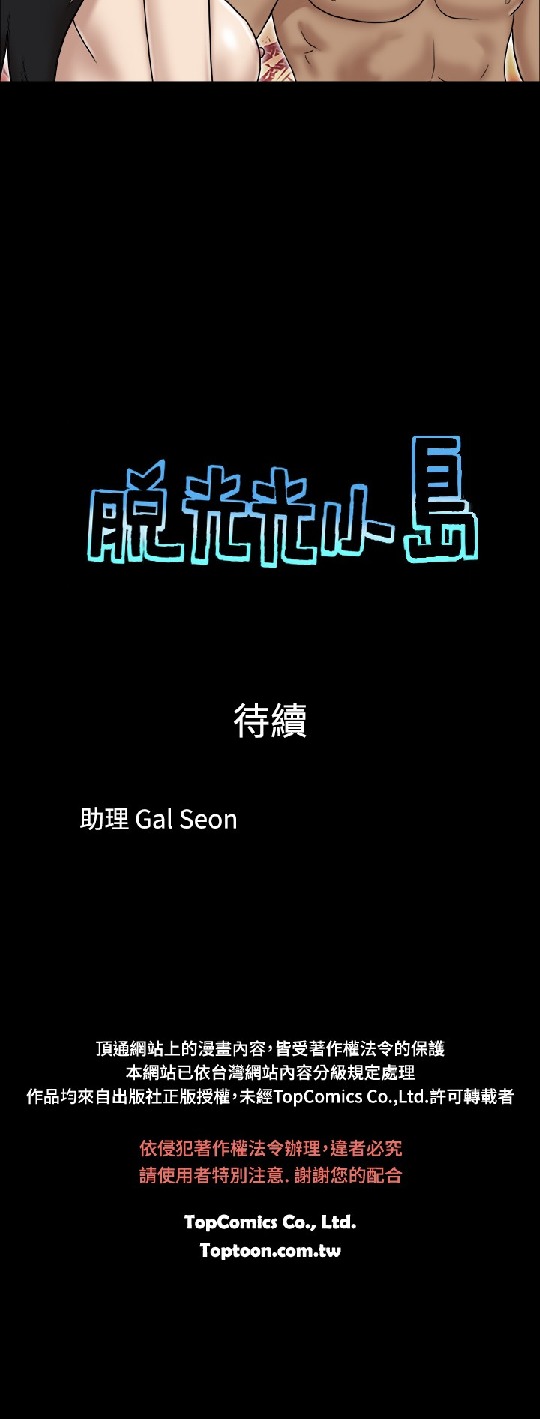 脫光光小島
待續
助理 Gal Seon
頂通網站上的漫畫內容,皆受著作權法令的保護
本網站已依台灣網站內容分級規定處理
作品均來自出版社正版授權,未經TopComics Co.,Ltd.許可轉載者
依侵犯著作權法令辦理,違者必究
請使用者特別注意. 謝謝您的配合
TopComics Co., Ltd.
Toptoon.com.tw